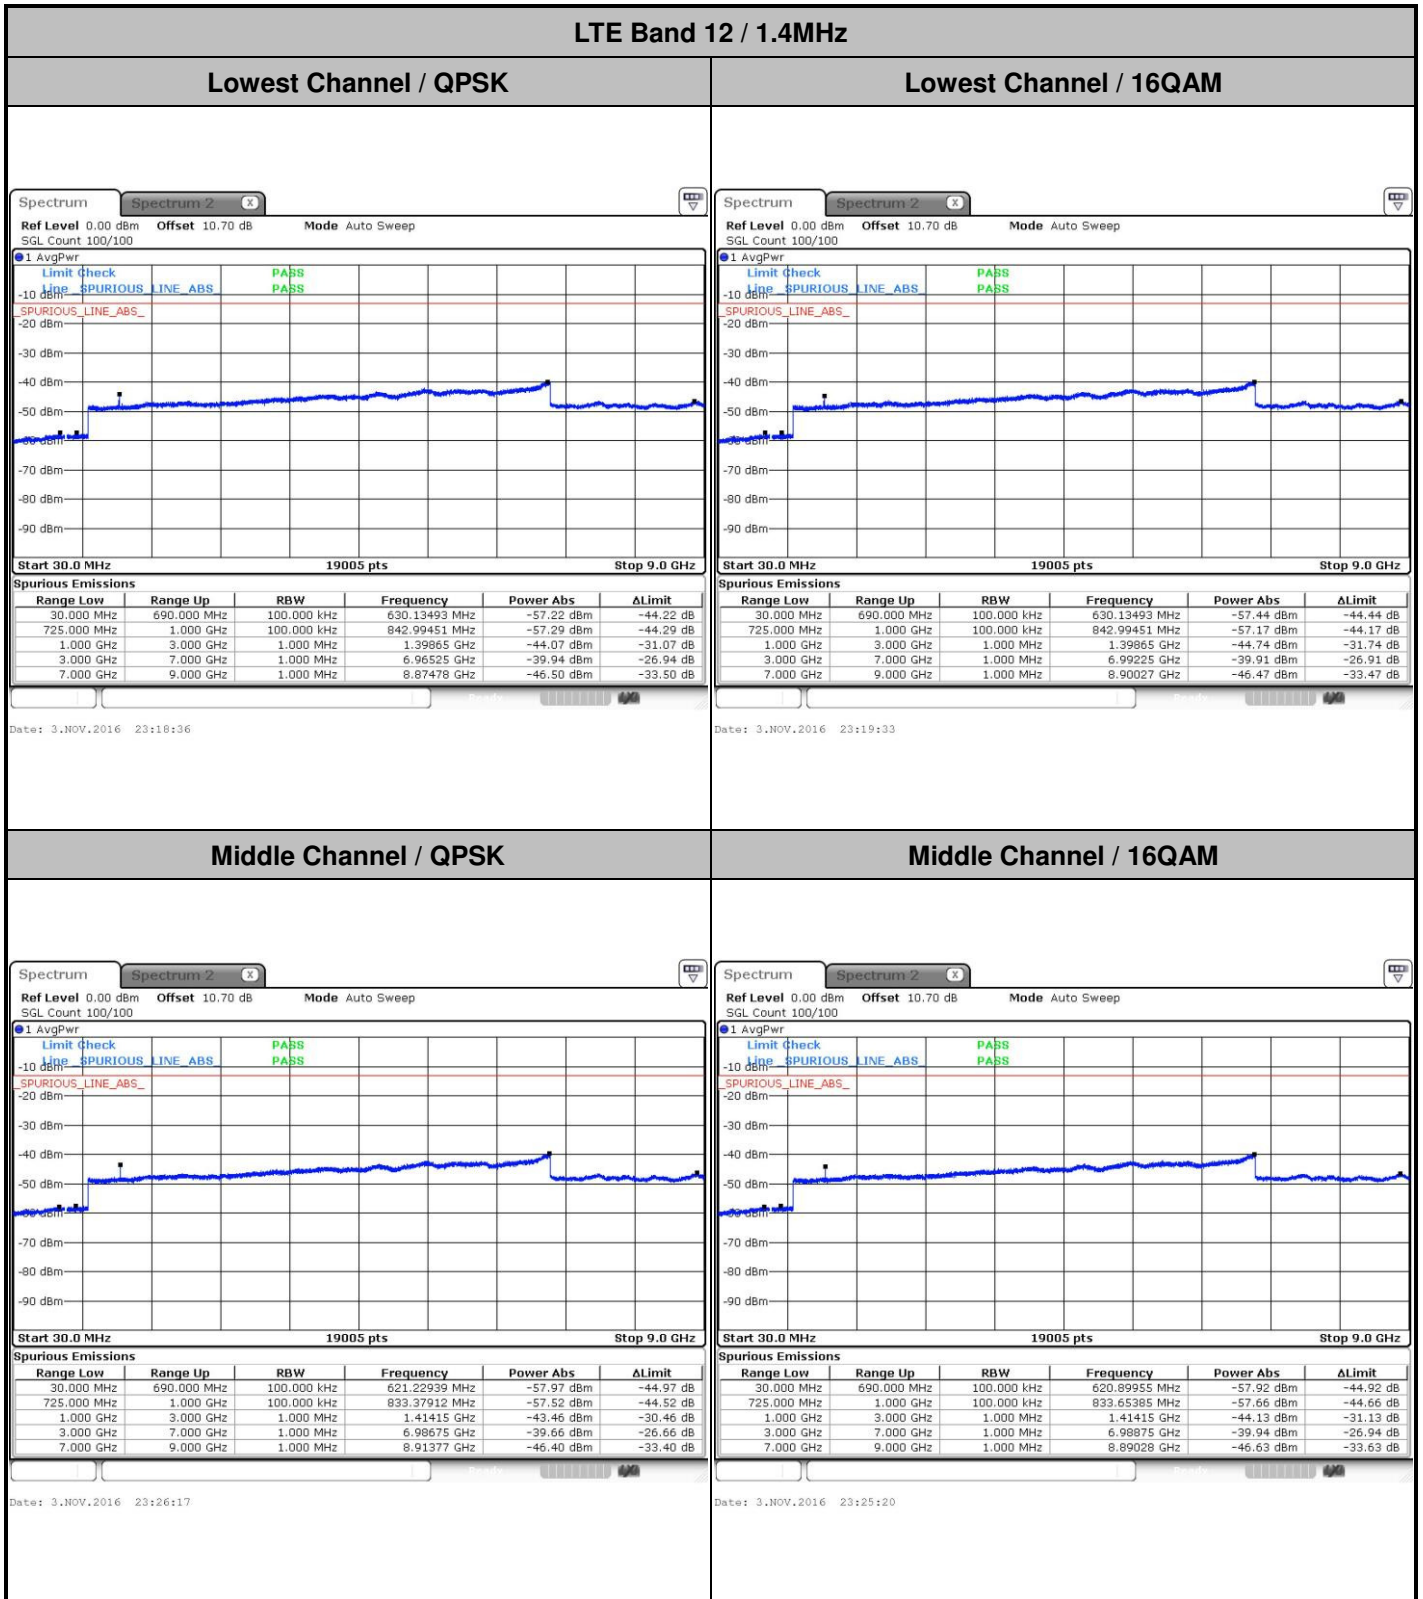 LTE Band 12 / 1.4MHz
Lowest Channel / QPSK
Lowest Channel / 16QAM
Spectrum
Spectrum 2
Ref Level 0.00 dBm Offset 10.70 dB Mode Auto Sweep
SGL Count 100/100
1 AvgPwr
Limit Check PASS
Line _SPURIOUS_LINE_ABS_ PASS
-10 dBm
_SPURIOUS_LINE_ABS_
-20 dBm
-30 dBm
-40 dBm
-50 dBm
-60 dBm
-70 dBm
-80 dBm
-90 dBm
Start 30.0 MHz 19005 pts Stop 9.0 GHz
Spurious Emissions
Range Low Range Up RBW Frequency Power Abs ΔLimit
30.000 MHz 690.000 MHz 100.000 kHz 630.13493 MHz -57.22 dBm -44.22 dB
725.000 MHz 1.000 GHz 100.000 kHz 842.99451 MHz -57.29 dBm -44.29 dB
1.000 GHz 3.000 GHz 1.000 MHz 1.39865 GHz -44.07 dBm -31.07 dB
3.000 GHz 7.000 GHz 1.000 MHz 6.96525 GHz -39.94 dBm -26.94 dB
7.000 GHz 9.000 GHz 1.000 MHz 8.87478 GHz -46.50 dBm -33.50 dB
Date: 3.NOV.2016 23:18:36
Spectrum
Spectrum 2
Ref Level 0.00 dBm Offset 10.70 dB Mode Auto Sweep
SGL Count 100/100
1 AvgPwr
Limit Check PASS
Line _SPURIOUS_LINE_ABS_ PASS
-10 dBm
_SPURIOUS_LINE_ABS_
-20 dBm
-30 dBm
-40 dBm
-50 dBm
-60 dBm
-70 dBm
-80 dBm
-90 dBm
Start 30.0 MHz 19005 pts Stop 9.0 GHz
Spurious Emissions
Range Low Range Up RBW Frequency Power Abs ΔLimit
30.000 MHz 690.000 MHz 100.000 kHz 630.13493 MHz -57.44 dBm -44.44 dB
725.000 MHz 1.000 GHz 100.000 kHz 842.99451 MHz -57.17 dBm -44.17 dB
1.000 GHz 3.000 GHz 1.000 MHz 1.39865 GHz -44.74 dBm -31.74 dB
3.000 GHz 7.000 GHz 1.000 MHz 6.99225 GHz -39.91 dBm -26.91 dB
7.000 GHz 9.000 GHz 1.000 MHz 8.90027 GHz -46.47 dBm -33.47 dB
Date: 3.NOV.2016 23:19:33
Middle Channel / QPSK
Middle Channel / 16QAM
Spectrum
Spectrum 2
Ref Level 0.00 dBm Offset 10.70 dB Mode Auto Sweep
SGL Count 100/100
1 AvgPwr
Limit Check PASS
Line _SPURIOUS_LINE_ABS_ PASS
-10 dBm
_SPURIOUS_LINE_ABS_
-20 dBm
-30 dBm
-40 dBm
-50 dBm
-60 dBm
-70 dBm
-80 dBm
-90 dBm
Start 30.0 MHz 19005 pts Stop 9.0 GHz
Spurious Emissions
Range Low Range Up RBW Frequency Power Abs ΔLimit
30.000 MHz 690.000 MHz 100.000 kHz 621.22939 MHz -57.97 dBm -44.97 dB
725.000 MHz 1.000 GHz 100.000 kHz 833.37912 MHz -57.52 dBm -44.52 dB
1.000 GHz 3.000 GHz 1.000 MHz 1.41415 GHz -43.46 dBm -30.46 dB
3.000 GHz 7.000 GHz 1.000 MHz 6.98675 GHz -39.66 dBm -26.66 dB
7.000 GHz 9.000 GHz 1.000 MHz 8.91377 GHz -46.40 dBm -33.40 dB
Date: 3.NOV.2016 23:26:17
Spectrum
Spectrum 2
Ref Level 0.00 dBm Offset 10.70 dB Mode Auto Sweep
SGL Count 100/100
1 AvgPwr
Limit Check PASS
Line _SPURIOUS_LINE_ABS_ PASS
-10 dBm
_SPURIOUS_LINE_ABS_
-20 dBm
-30 dBm
-40 dBm
-50 dBm
-60 dBm
-70 dBm
-80 dBm
-90 dBm
Start 30.0 MHz 19005 pts Stop 9.0 GHz
Spurious Emissions
Range Low Range Up RBW Frequency Power Abs ΔLimit
30.000 MHz 690.000 MHz 100.000 kHz 620.89955 MHz -57.92 dBm -44.92 dB
725.000 MHz 1.000 GHz 100.000 kHz 833.65385 MHz -57.66 dBm -44.66 dB
1.000 GHz 3.000 GHz 1.000 MHz 1.41415 GHz -44.13 dBm -31.13 dB
3.000 GHz 7.000 GHz 1.000 MHz 6.98875 GHz -39.94 dBm -26.94 dB
7.000 GHz 9.000 GHz 1.000 MHz 8.89028 GHz -46.63 dBm -33.63 dB
Date: 3.NOV.2016 23:25:20